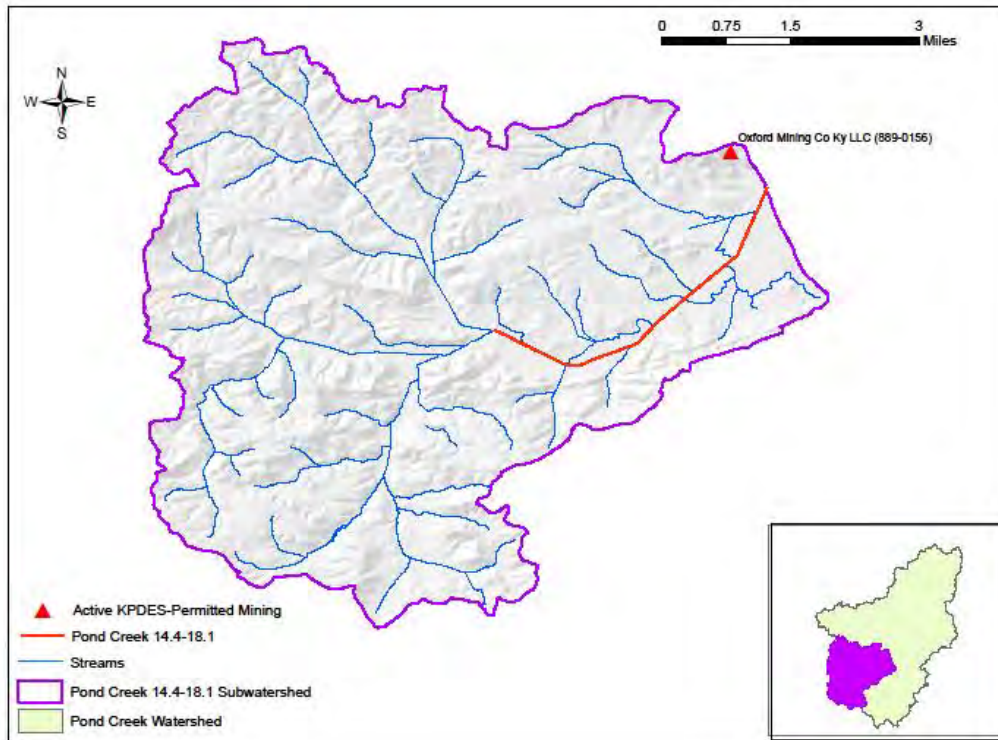 0 0.75 1.5 3
Miles
N
W E
S
Oxford Mining Co Ky LLC (889-0156)
Active KPDES-Permitted Mining
Pond Creek 14.4-18.1
Streams
Pond Creek 14.4-18.1 Subwatershed
Pond Creek Watershed